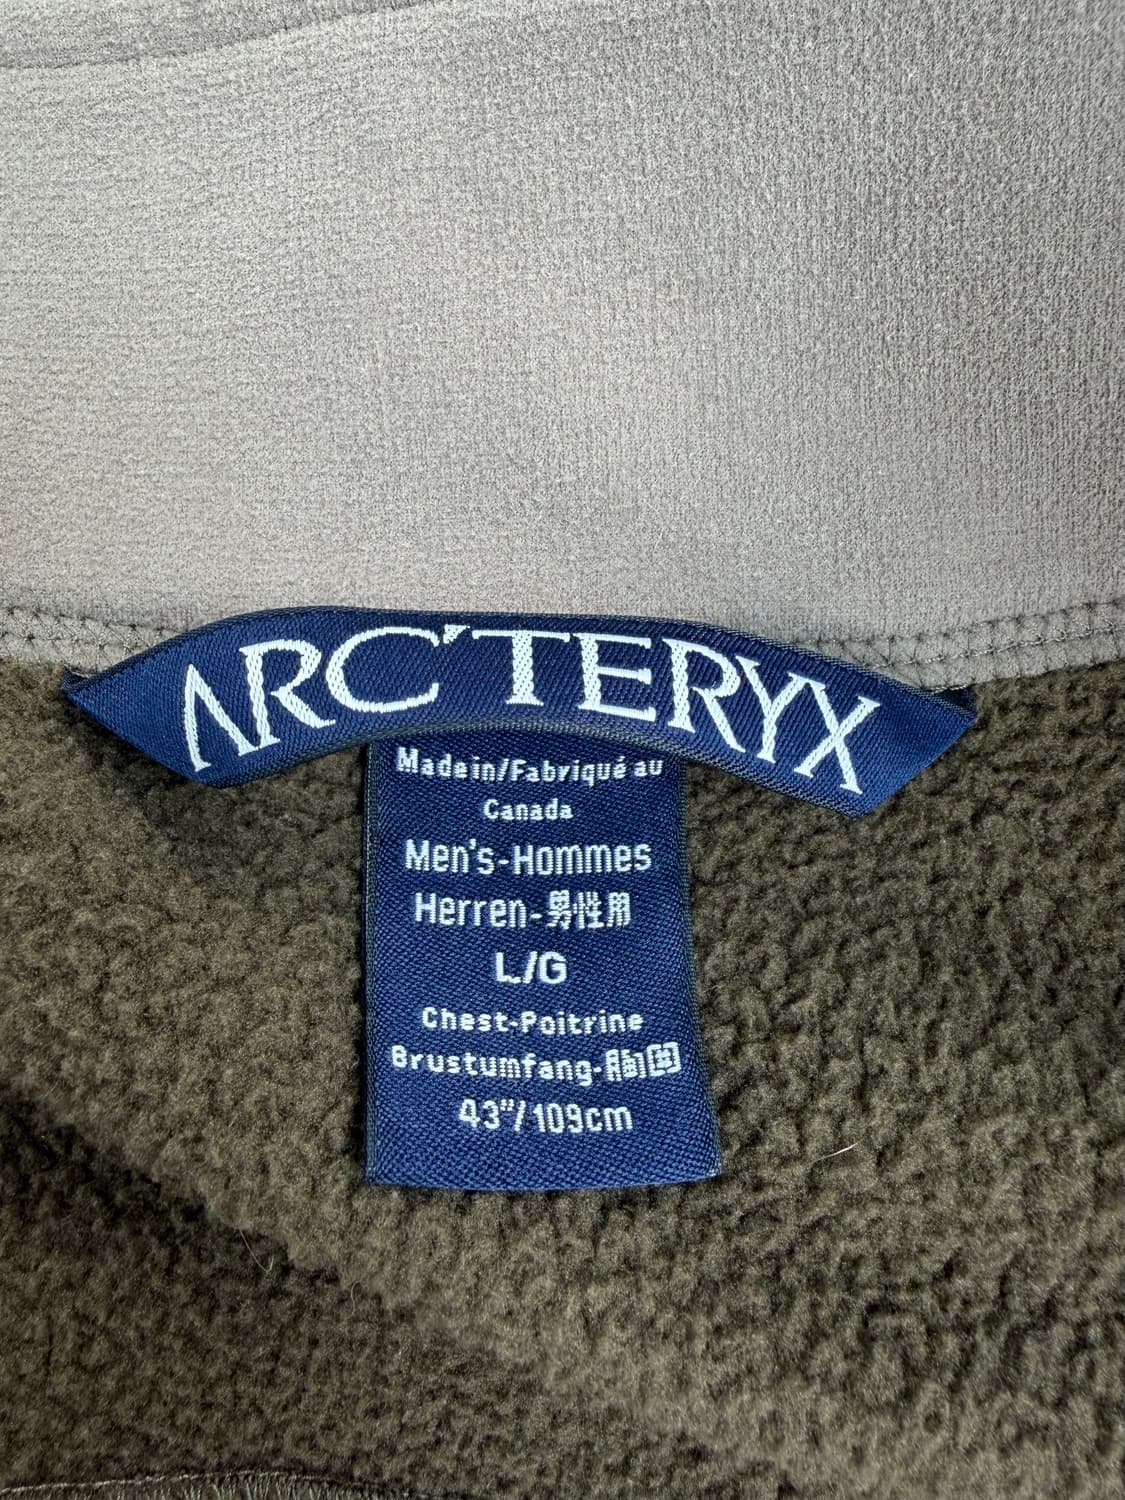 ARC'TERYX
Made in/Fabriqué au
Canada
Men's-Hommes
Herren-男性用
L/G
Chest-Poitrine
Brustumfang-胸囲
43"/109cm